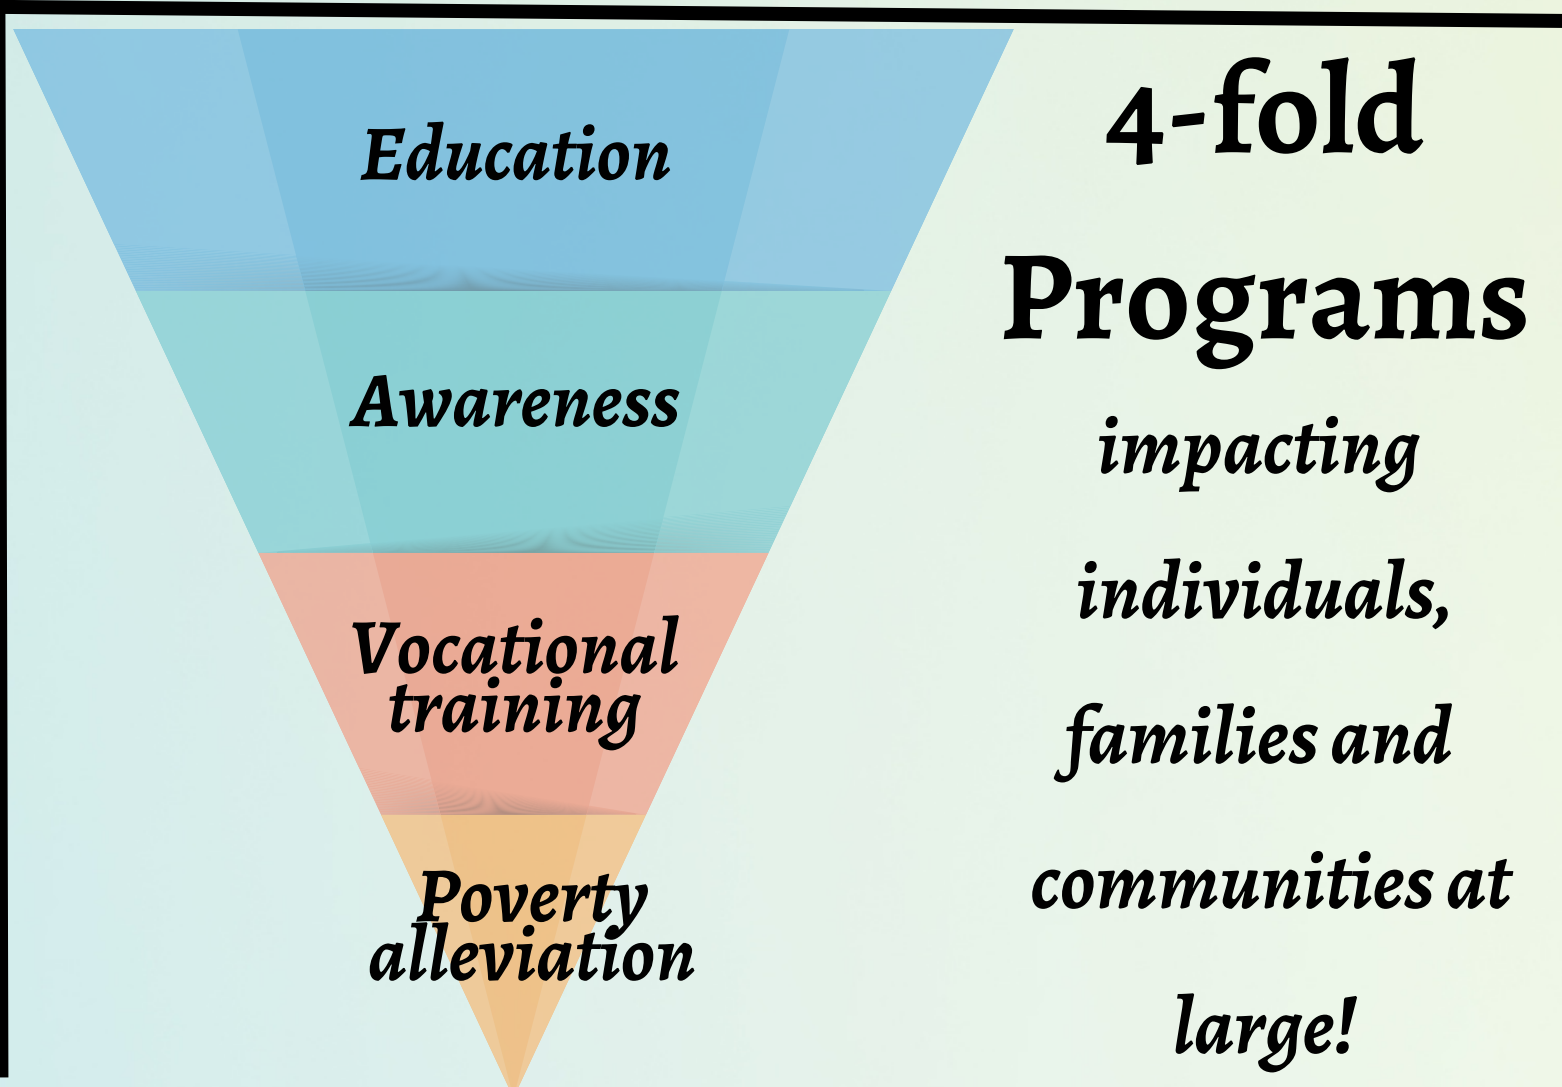 Education
Awareness
Vocational
training
Poverty
alleviation
4-fold
Programs
impacting
individuals,
families and
communities at
large!